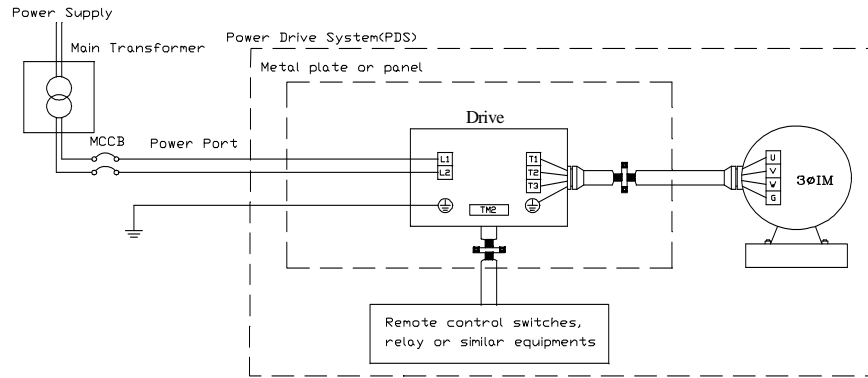 Power Supply
Main Transformer
Power Drive System(PDS)
Metal plate or panel
Drive
MCCB
Power Port
L1
L2
T1
T2
T3
TM2
U
V
W
G
3øIM
Remote control switches,
relay or similar equipments